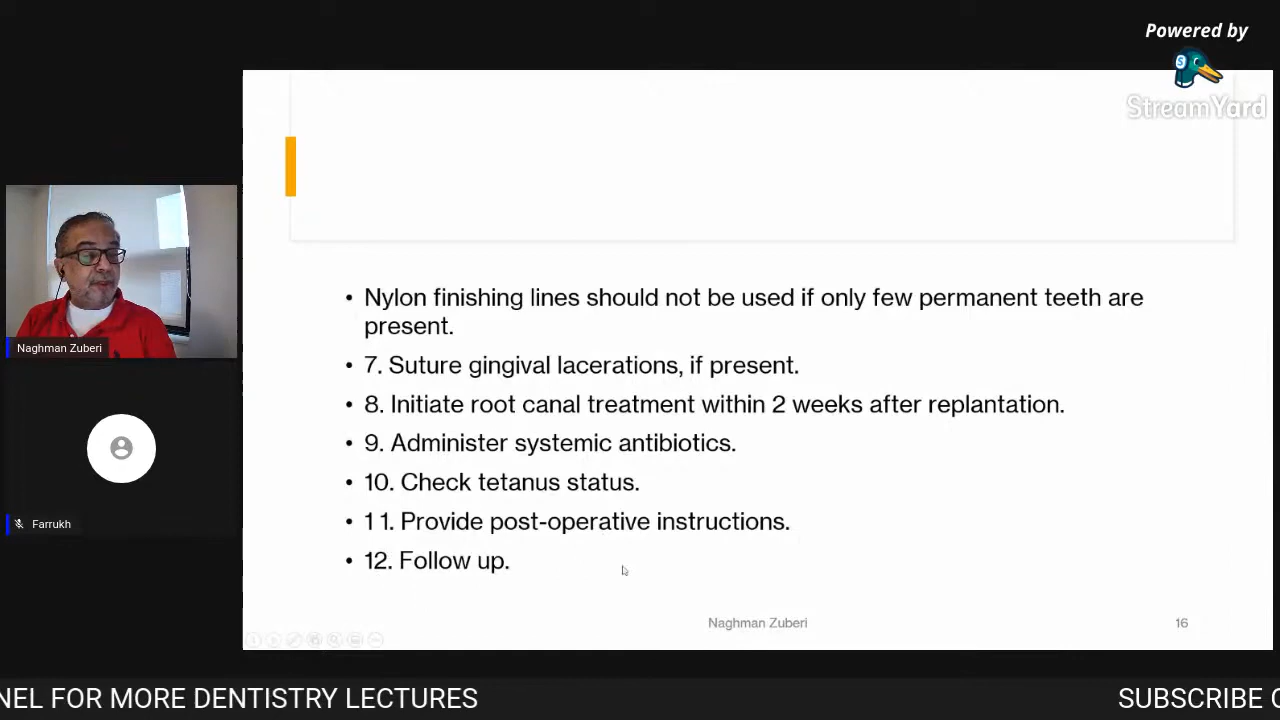 Powered by
StreamYard
• Nylon finishing lines should not be used if only few permanent teeth are
present.
• 7. Suture gingival lacerations, if present.
• 8. Initiate root canal treatment within 2 weeks after replantation.
• 9. Administer systemic antibiotics.
• 10. Check tetanus status.
• 11. Provide post-operative instructions.
• 12. Follow up.
Naghman Zuberi
16
Naghman Zuberi
Farrukh
NEL FOR MORE DENTISTRY LECTURES
SUBSCRIBE